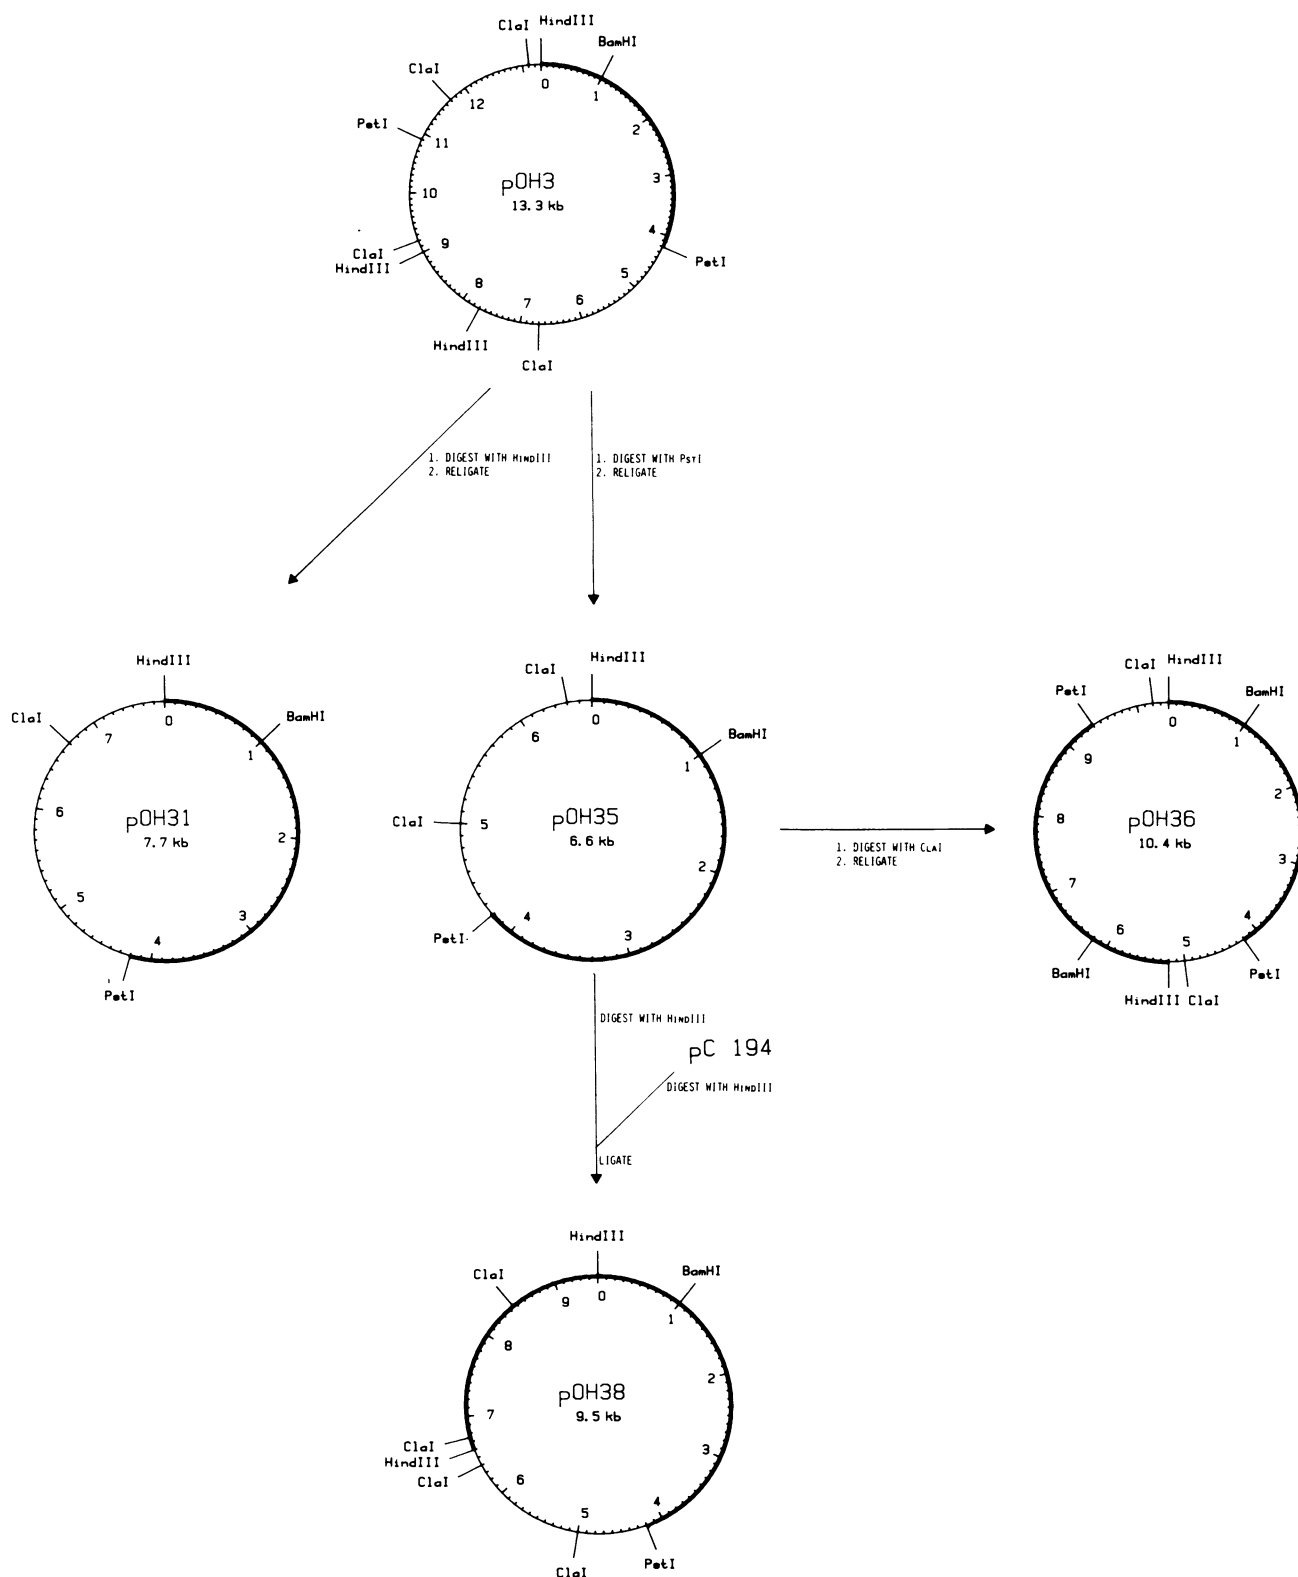 ClaI HindIII
BamHI
ClaI
PstI
0
1
2
3
4
5
6
7
8
9
10
11
12
pOH3
13.3 kb
ClaI
HindIII
PstI
HindIII
ClaI
1. DIGEST WITH HINDIII
2. RELIGATE
1. DIGEST WITH PSTI
2. RELIGATE
HindIII
ClaI
BamHI
0
1
2
3
4
5
6
7
pOH31
7.7 kb
PstI
HindIII
ClaI
BamHI
ClaI
0
1
2
3
4
5
6
pOH35
6.6 kb
PstI
1. DIGEST WITH CLAI
2. RELIGATE
ClaI HindIII
PstI
BamHI
0
1
2
3
4
5
6
7
8
9
pOH36
10.4 kb
BamHI
PstI
HindIII ClaI
DIGEST WITH HINDIII
pC 194
DIGEST WITH HINDIII
LIGATE
HindIII
ClaI
BamHI
0
1
2
3
4
5
6
7
8
9
pOH38
9.5 kb
ClaI
HindIII
ClaI
ClaI
PstI